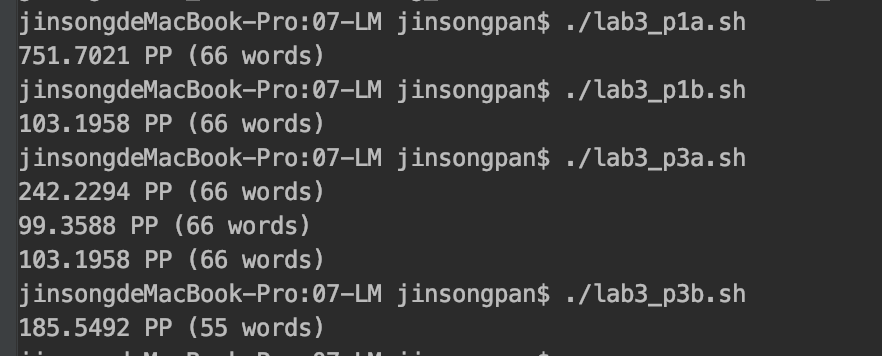 jinsongdeMacBook-Pro:07-LM jinsongpan$ ./lab3_p1a.sh
751.7021 PP (66 words)
jinsongdeMacBook-Pro:07-LM jinsongpan$ ./lab3_p1b.sh
103.1958 PP (66 words)
jinsongdeMacBook-Pro:07-LM jinsongpan$ ./lab3_p3a.sh
242.2294 PP (66 words)
99.3588 PP (66 words)
103.1958 PP (66 words)
jinsongdeMacBook-Pro:07-LM jinsongpan$ ./lab3_p3b.sh
185.5492 PP (55 words)